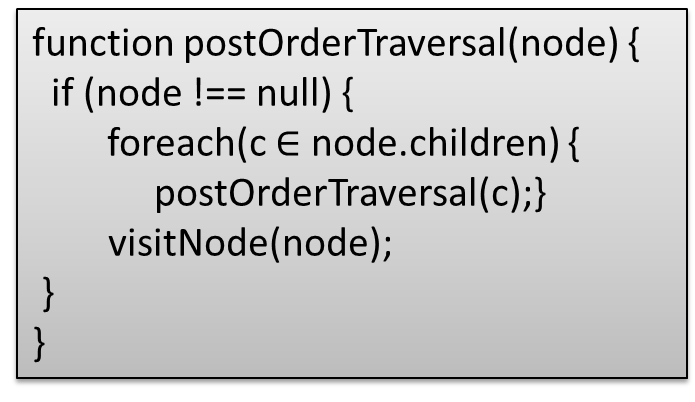 function postOrderTraversal(node) {
if (node !== null) {
foreach(c ∈ node.children) {
postOrderTraversal(c);}
visitNode(node);
}
}